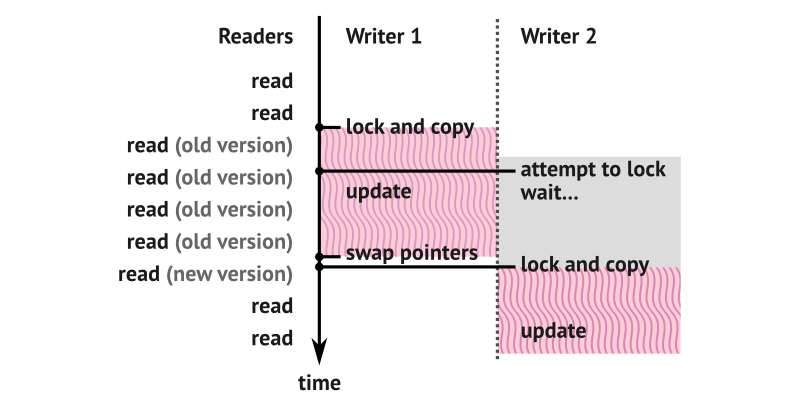 Readers
Writer 1
Writer 2
read
read
lock and copy
read (old version)
attempt to lock
read (old version)
wait...
update
read (old version)
read (old version)
swap pointers
lock and copy
read (new version)
read
update
read
time